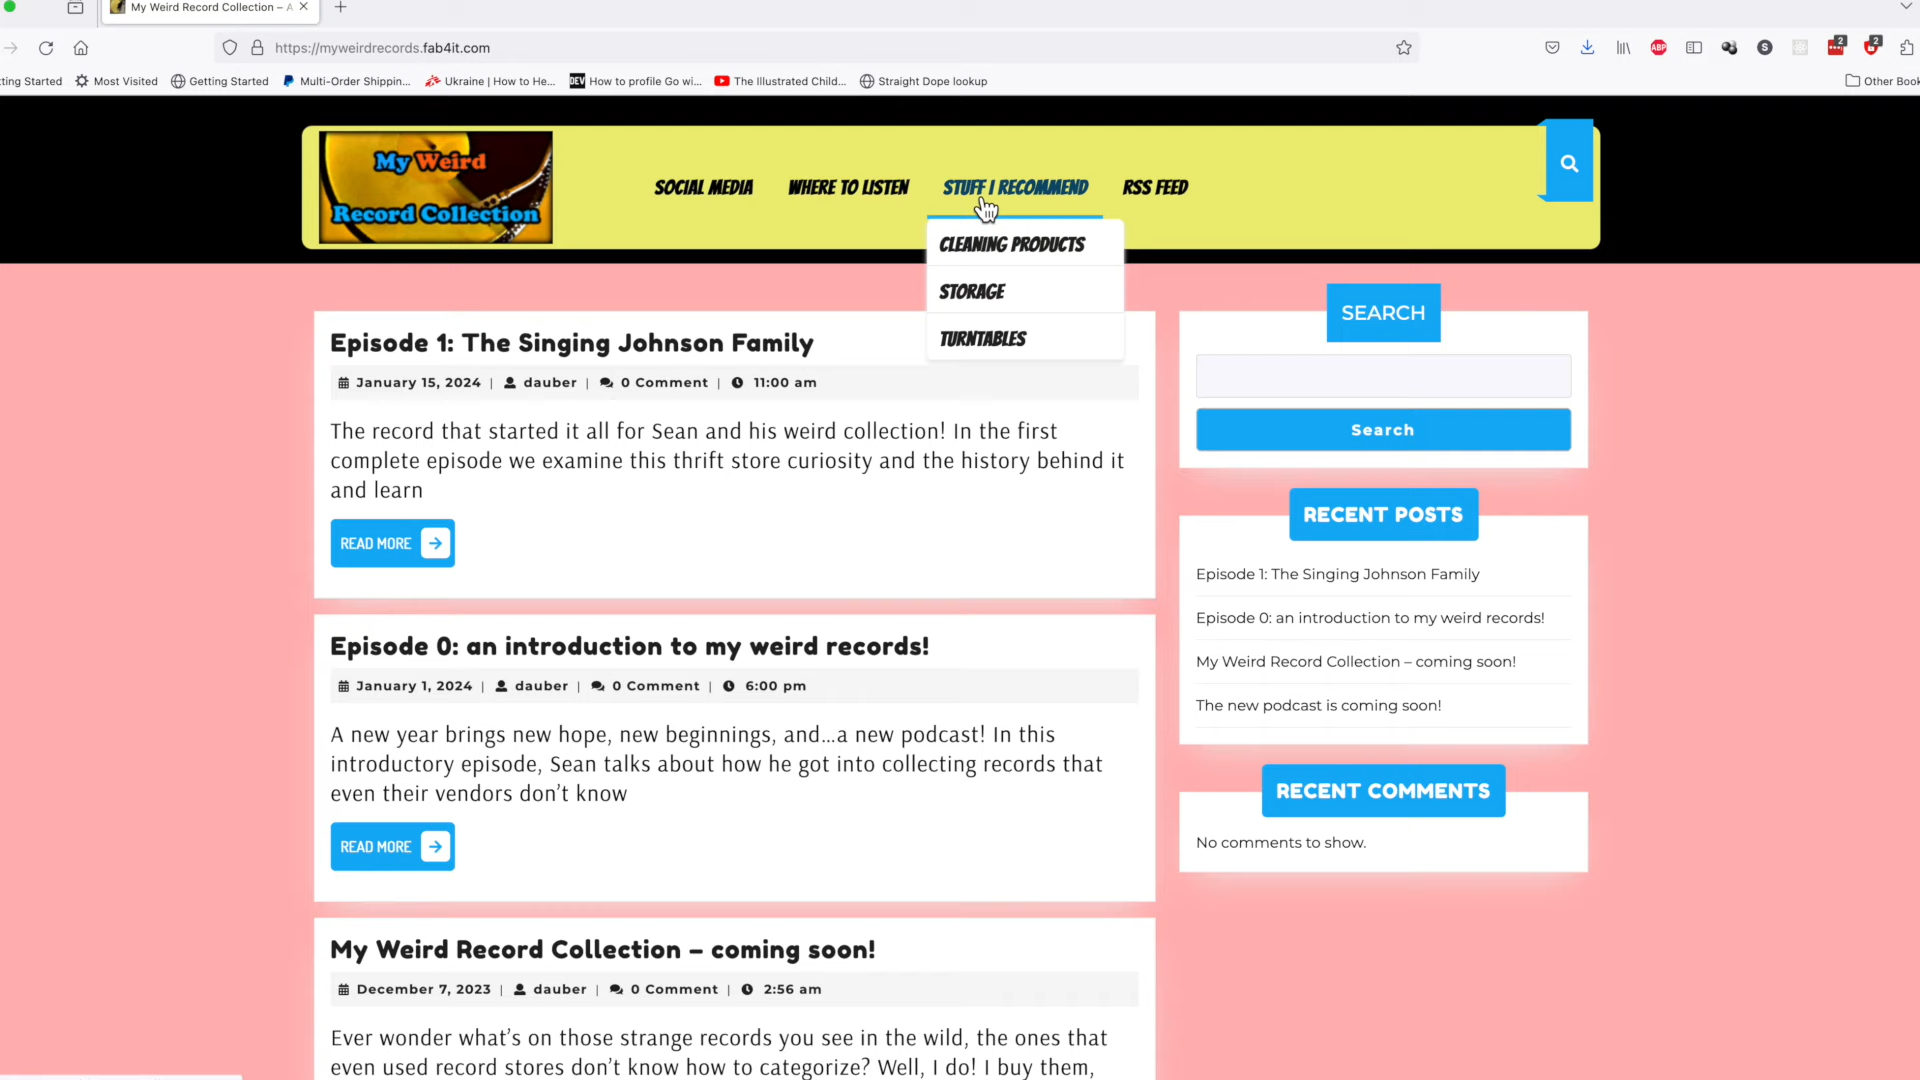 My Weird Record Collection – A
https://myweirdrecords.fab4it.com
ting Started
Most Visited
Getting Started
Multi-Order Shippin...
Ukraine | How to He...
DEV
How to profile Go wi...
The Illustrated Child...
Straight Dope lookup
Other Book
ABP
S
2
2
My Weird
Record Collection
SOCIAL MEDIA
WHERE TO LISTEN
STUFF I RECOMMEND
RSS FEED
CLEANING PRODUCTS
STORAGE
TURNTABLES
Episode 1: The Singing Johnson Family
January 15, 2024 | dauber | 0 Comment | 11:00 am
The record that started it all for Sean and his weird collection! In the first
complete episode we examine this thrift store curiosity and the history behind it
and learn
READ MORE
Episode 0: an introduction to my weird records!
January 1, 2024 | dauber | 0 Comment | 6:00 pm
A new year brings new hope, new beginnings, and…a new podcast! In this
introductory episode, Sean talks about how he got into collecting records that
even their vendors don’t know
READ MORE
My Weird Record Collection – coming soon!
December 7, 2023 | dauber | 0 Comment | 2:56 am
Ever wonder what’s on those strange records you see in the wild, the ones that
even used record stores don’t know how to categorize? Well, I do! I buy them,
SEARCH
Search
RECENT POSTS
Episode 1: The Singing Johnson Family
Episode 0: an introduction to my weird records!
My Weird Record Collection – coming soon!
The new podcast is coming soon!
RECENT COMMENTS
No comments to show.